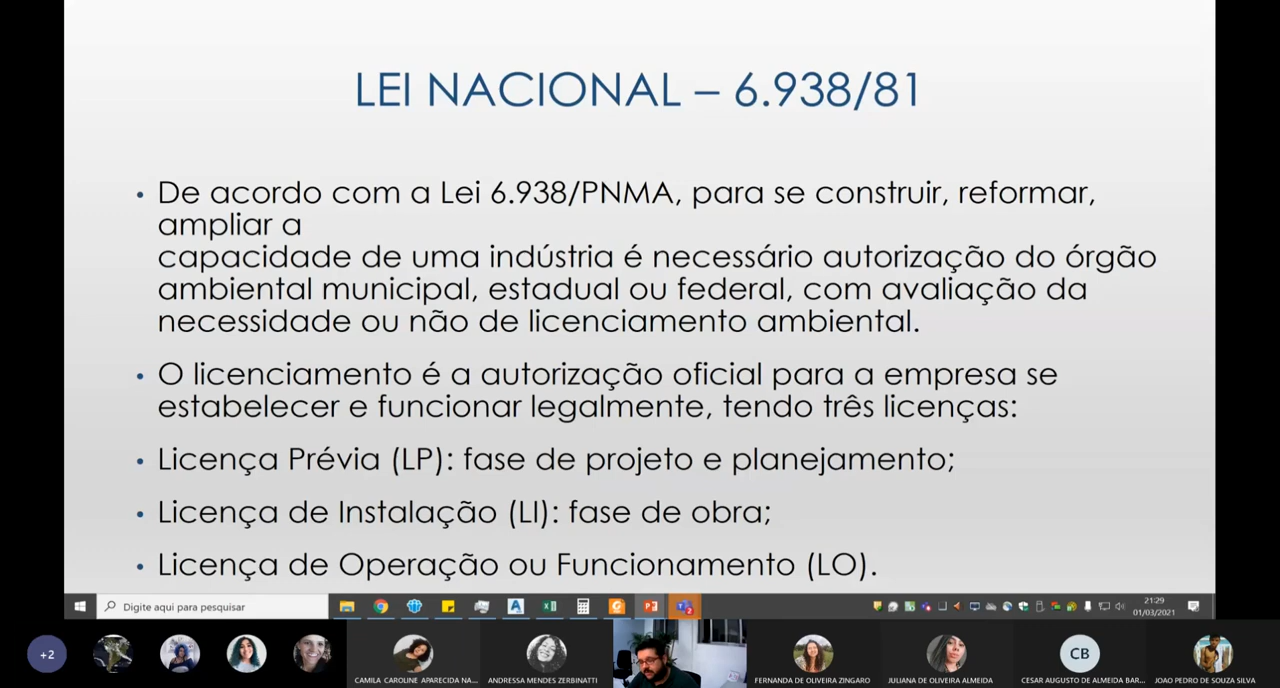 LEI NACIONAL – 6.938/81
• De acordo com a Lei 6.938/PNMA, para se construir, reformar,
ampliar a
capacidade de uma indústria é necessário autorização do órgão
ambiental municipal, estadual ou federal, com avaliação da
necessidade ou não de licenciamento ambiental.
• O licenciamento é a autorização oficial para a empresa se
estabelecer e funcionar legalmente, tendo três licenças:
• Licença Prévia (LP): fase de projeto e planejamento;
• Licença de Instalação (LI): fase de obra;
• Licença de Operação ou Funcionamento (LO).
Digite aqui para pesquisar
21:29
01/03/2021
+2
CB
CAMILA CAROLINE APARECIDA NA...
ANDRESSA MENDES ZERBINATTI
FERNANDA DE OLIVEIRA ZINGARO
JULIANA DE OLIVEIRA ALMEIDA
CESAR AUGUSTO DE ALMEIDA BAR...
JOAO PEDRO DE SOUZA SILVA